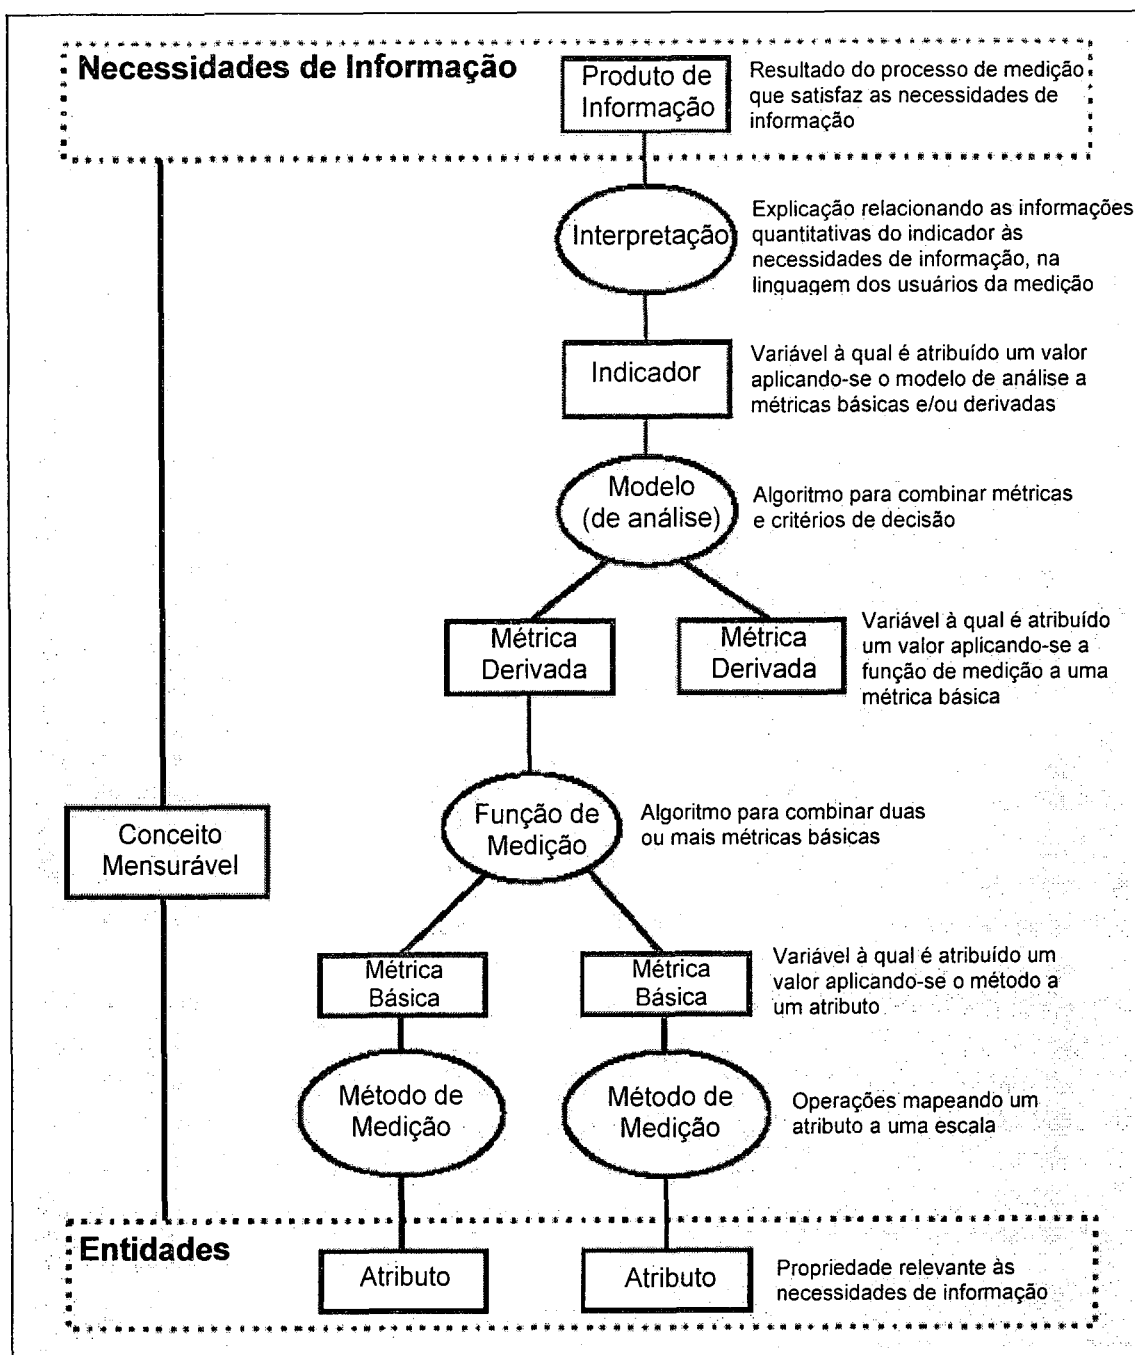 Necessidades de Informação
Produto de
Informação
Resultado do processo de medição
que satisfaz as necessidades de
informação
Interpretação
Explicação relacionando as informações
quantitativas do indicador às
necessidades de informação, na
linguagem dos usuários da medição
Indicador
Variável à qual é atribuído um valor
aplicando-se o modelo de análise a
métricas básicas e/ou derivadas
Modelo
(de análise)
Algoritmo para combinar métricas
e critérios de decisão
Métrica
Derivada
Métrica
Derivada
Variável à qual é atribuído
um valor aplicando-se a
função de medição a uma
métrica básica
Função de
Medição
Algoritmo para combinar duas
ou mais métricas básicas
Conceito
Mensurável
Métrica
Básica
Métrica
Básica
Variável à qual é atribuído um
valor aplicando-se o método a
um atributo
Método de
Medição
Método de
Medição
Operações mapeando um
atributo a uma escala
Entidades
Atributo
Atributo
Propriedade relevante às
necessidades de informação